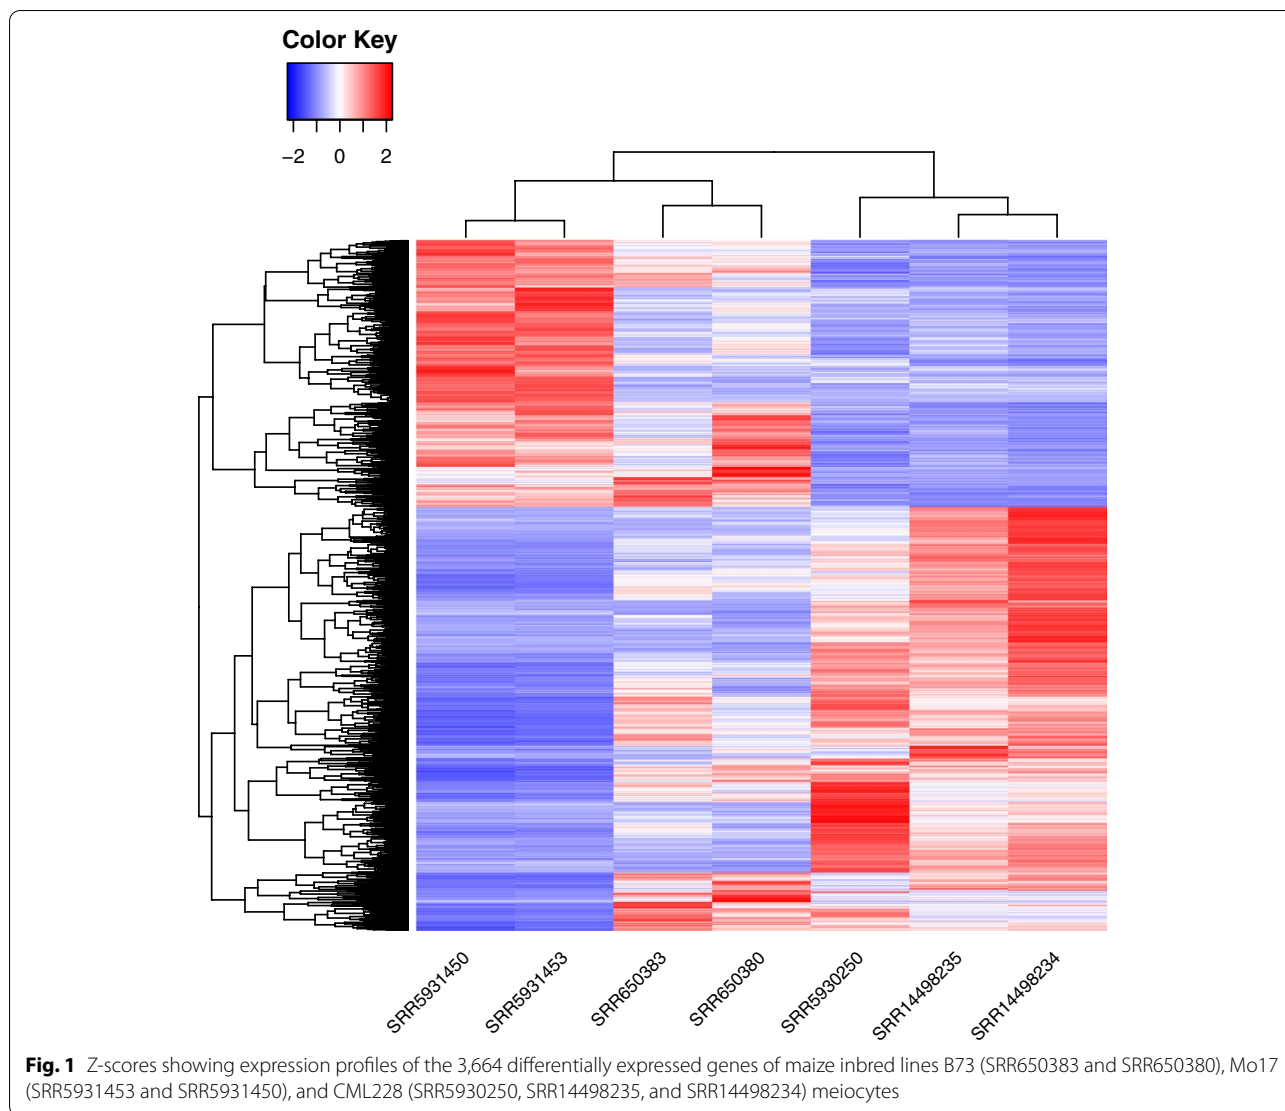 Color Key
−2 0 2
SRR5931450
SRR5931453
SRR650383
SRR650380
SRR5930250
SRR14498235
SRR14498234
Fig. 1 Z-scores showing expression profiles of the 3,664 differentially expressed genes of maize inbred lines B73 (SRR650383 and SRR650380), Mo17
(SRR5931453 and SRR5931450), and CML228 (SRR5930250, SRR14498235, and SRR14498234) meiocytes